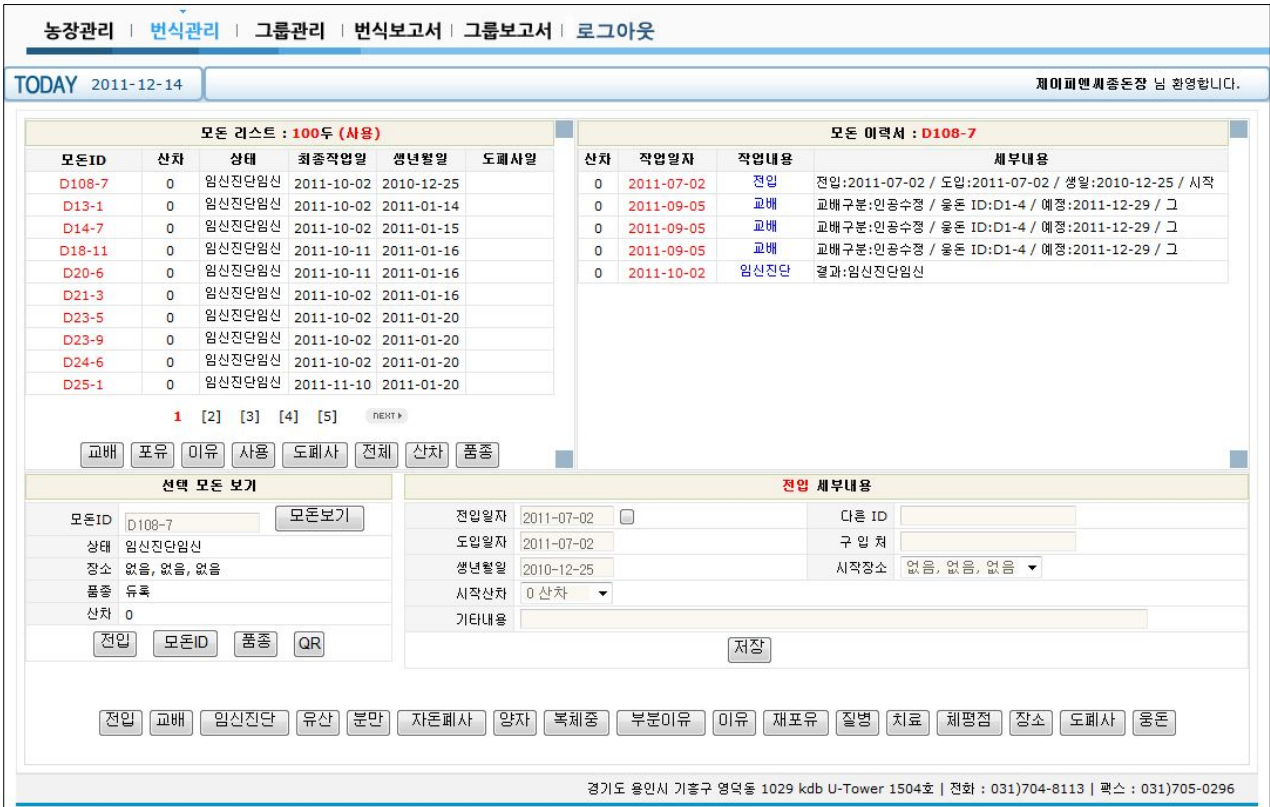 농장관리 | 번식관리 | 그룹관리 | 번식보고서 | 그룹보고서 | 로그아웃
TODAY 2011-12-14 제이피앤씨종돈장 님 환영합니다.
모돈 리스트 : 100두 (사용)
모돈ID 산차 상태 최종작업일 생년월일 도폐사일
D108-7 0 임신진단임신 2011-10-02 2010-12-25
D13-1 0 임신진단임신 2011-10-02 2011-01-14
D14-7 0 임신진단임신 2011-10-02 2011-01-15
D18-11 0 임신진단임신 2011-10-11 2011-01-16
D20-6 0 임신진단임신 2011-10-11 2011-01-16
D21-3 0 임신진단임신 2011-10-02 2011-01-16
D23-5 0 임신진단임신 2011-10-02 2011-01-20
D23-9 0 임신진단임신 2011-10-02 2011-01-20
D24-6 0 임신진단임신 2011-10-02 2011-01-20
D25-1 0 임신진단임신 2011-11-10 2011-01-20
1 [2] [3] [4] [5] NEXT
교배 포유 이유 사용 도폐사 전체 산차 품종
모돈 이력서 : D108-7
산차 작업일자 작업내용 세부내용
0 2011-07-02 전입 전입:2011-07-02 / 도입:2011-07-02 / 생일:2010-12-25 / 시작
0 2011-09-05 교배 교배구분:인공수정 / 웅돈 ID:D1-4 / 예정:2011-12-29 / 그
0 2011-09-05 교배 교배구분:인공수정 / 웅돈 ID:D1-4 / 예정:2011-12-29 / 그
0 2011-09-05 교배 교배구분:인공수정 / 웅돈 ID:D1-4 / 예정:2011-12-29 / 그
0 2011-10-02 임신진단 결과:임신진단임신
선택 모돈 보기
모돈ID D108-7 모돈보기
상태 임신진단임신
장소 없음, 없음, 없음
품종 듀록
산차 0
전입 모돈ID 품종 QR
전입 세부내용
전입일자 2011-07-02 다른 ID
도입일자 2011-07-02 구 입 처
생년월일 2010-12-25 시작장소 없음, 없음, 없음
시작산차 0 산차
기타내용
저장
전입 교배 임신진단 유산 분만 자돈폐사 양자 복체중 부분이유 이유 재포유 질병 치료 체평점 장소 도폐사 웅돈
경기도 용인시 기흥구 영덕동 1029 kdb U-Tower 1504호 | 전화 : 031)704-8113 | 팩스 : 031)705-0296